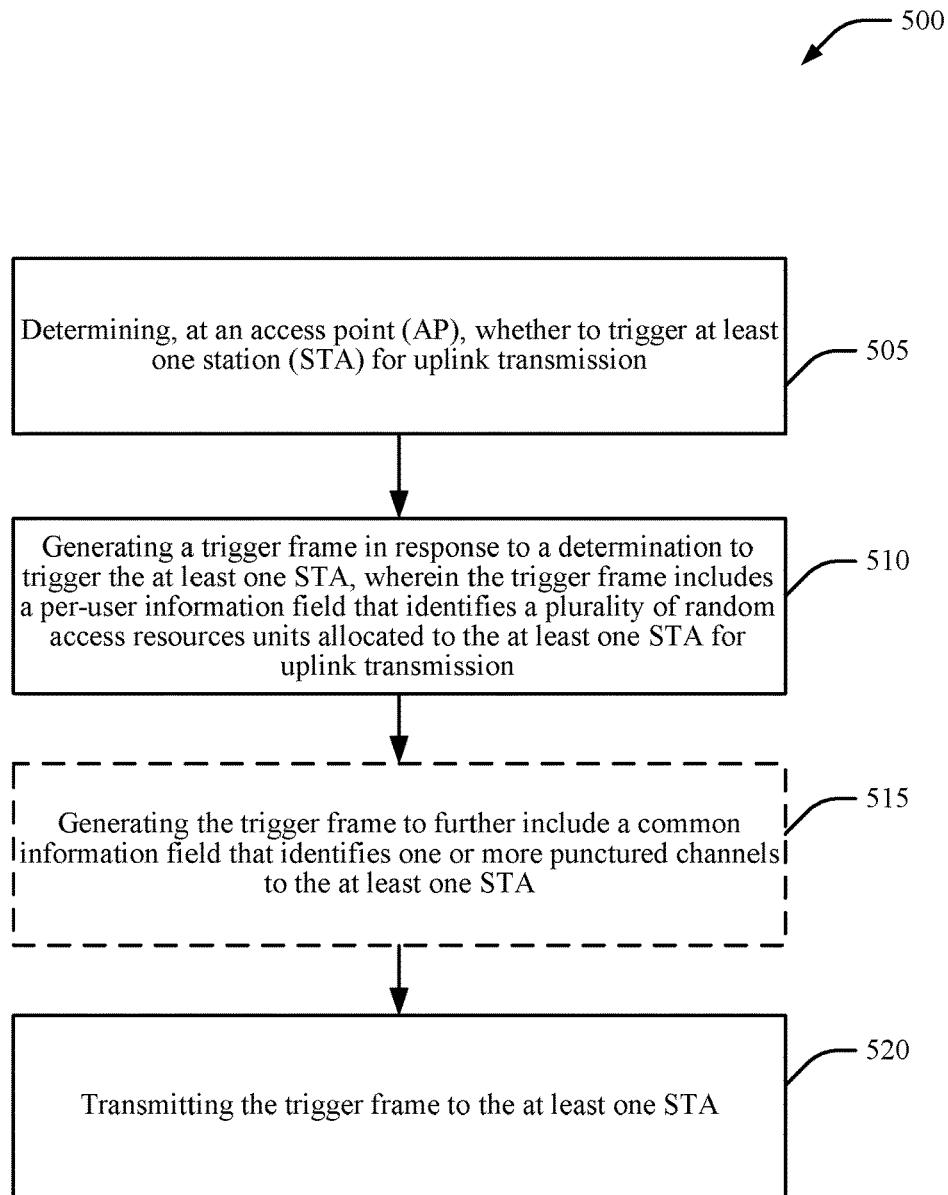 500
Determining, at an access point (AP), whether to trigger at least
one station (STA) for uplink transmission
505
Generating a trigger frame in response to a determination to
trigger the at least one STA, wherein the trigger frame includes
a per-user information field that identifies a plurality of random
access resources units allocated to the at least one STA for
uplink transmission
510
Generating the trigger frame to further include a common
information field that identifies one or more punctured channels
to the at least one STA
515
Transmitting the trigger frame to the at least one STA
520